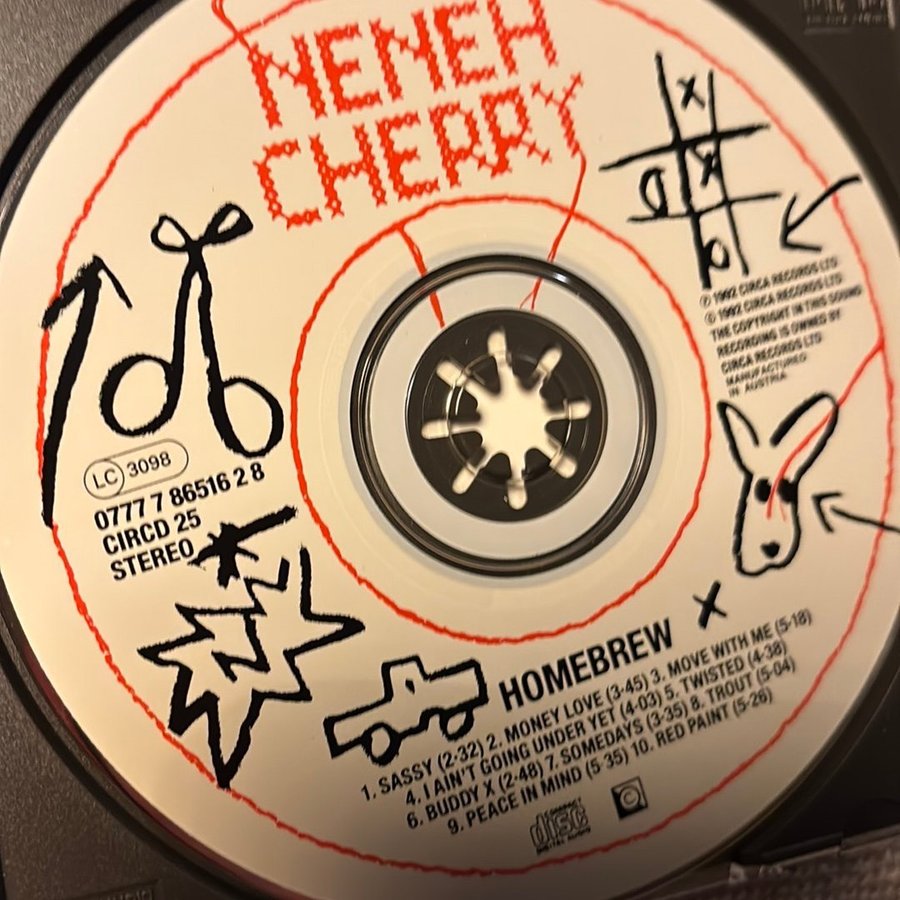 NENEH
CHERRY
X
X
O
O
℗ 1992 CIRCA RECORDS LTD
© 1992 CIRCA RECORDS LTD
THE COPYRIGHT IN THIS SOUND
RECORDING IS OWNED BY
CIRCA RECORDS LTD
MANUFACTURED
IN AUSTRIA
LC 3098
0777 7 86516 2 8
CIRCD 25
STEREO
N
X
HOMEBREW
1. SASSY (2·32) 2. MONEY LOVE (3·45) 3. MOVE WITH ME (5·18)
4. I AIN'T GOING UNDER YET (4·03) 5. TWISTED (4·38)
6. BUDDY X (2·48) 7. SOMEDAYS (3·35) 8. TROUT (5·04)
9. PEACE IN MIND (5·35) 10. RED PAINT (5·26)
COMPACT
disc
DIGITAL AUDIO
C